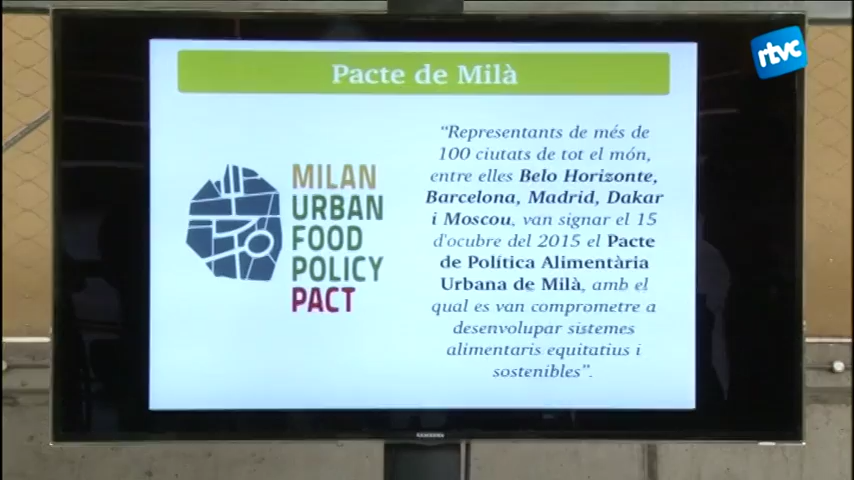 rtvc
Pacte de Milà
MILAN
URBAN
FOOD
POLICY
PACT
“Representants de més de
100 ciutats de tot el món,
entre elles Belo Horizonte,
Barcelona, Madrid, Dakar
i Moscou, van signar el 15
d'ocubre del 2015 el Pacte
de Política Alimentària
Urbana de Milà, amb el
qual es van comprometre a
desenvolupar sistemes
alimentaris equitatius i
sostenibles”.
SAMSUNG